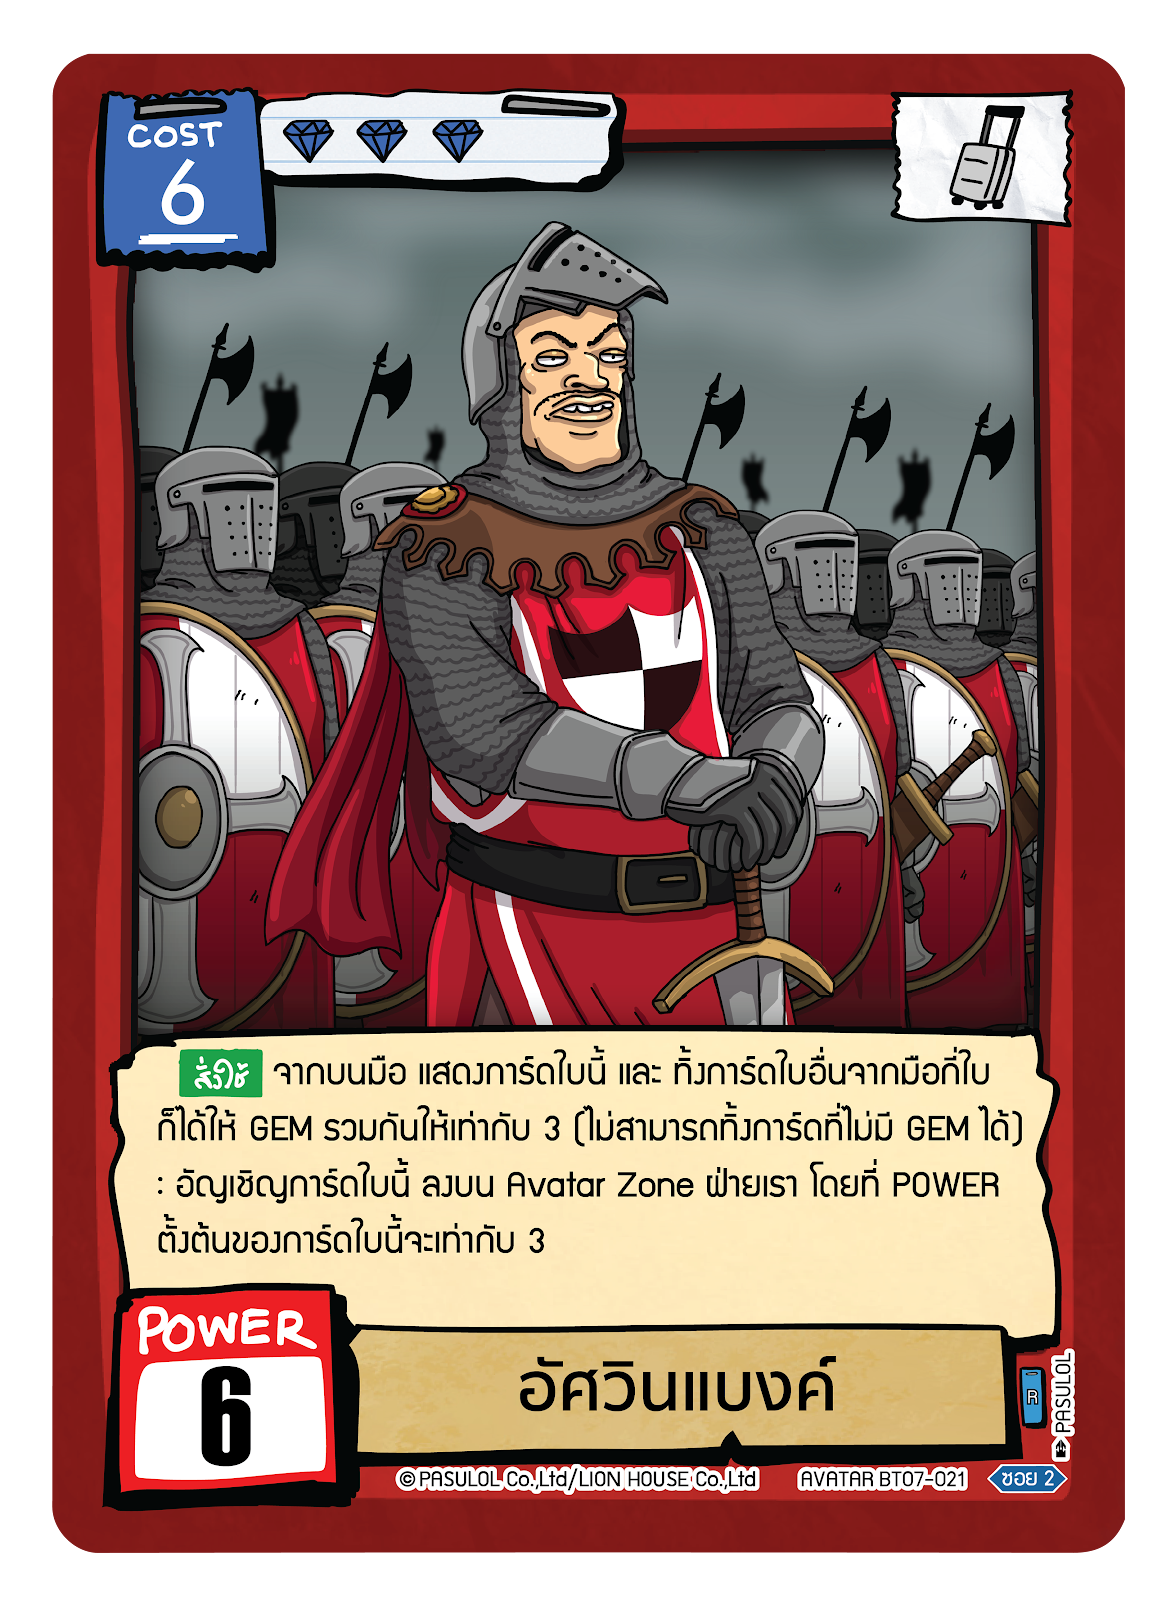 COST
6
สั่งใช้ จากบนมือ แสดงการ์ดใบนี้ และ ทิ้งการ์ดใบอื่นจากมือกี่ใบ
ก็ได้ให้ GEM รวมกันให้เท่ากับ 3 (ไม่สามารถทิ้งการ์ดที่ไม่มี GEM ได้)
: อัญเชิญการ์ดใบนี้ ลงบน Avatar Zone ฝ่ายเรา โดยที่ POWER
ตั้งต้นของการ์ดใบนี้จะเท่ากับ 3
POWER
6
อัศวินแบงค์
R
PASULOL
© PASULOL Co.,Ltd/LION HOUSE Co.,Ltd AVATAR BT07-021 ซอย 2